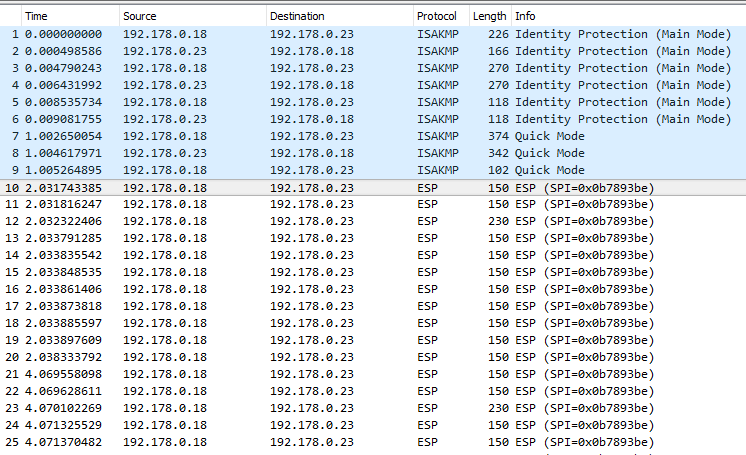 Time Source Destination Protocol Length Info
1 0.000000000 192.178.0.18 192.178.0.23 ISAKMP 226 Identity Protection (Main Mode)
2 0.000498586 192.178.0.23 192.178.0.18 ISAKMP 166 Identity Protection (Main Mode)
3 0.004790243 192.178.0.18 192.178.0.23 ISAKMP 270 Identity Protection (Main Mode)
4 0.006431992 192.178.0.23 192.178.0.18 ISAKMP 270 Identity Protection (Main Mode)
5 0.008535734 192.178.0.18 192.178.0.23 ISAKMP 118 Identity Protection (Main Mode)
6 0.009081755 192.178.0.23 192.178.0.18 ISAKMP 118 Identity Protection (Main Mode)
7 1.002650054 192.178.0.18 192.178.0.23 ISAKMP 374 Quick Mode
8 1.004617971 192.178.0.23 192.178.0.18 ISAKMP 342 Quick Mode
9 1.005264895 192.178.0.18 192.178.0.23 ISAKMP 102 Quick Mode
10 2.031743385 192.178.0.18 192.178.0.23 ESP 150 ESP (SPI=0x0b7893be)
11 2.031816247 192.178.0.18 192.178.0.23 ESP 150 ESP (SPI=0x0b7893be)
12 2.032322406 192.178.0.18 192.178.0.23 ESP 230 ESP (SPI=0x0b7893be)
13 2.033791285 192.178.0.18 192.178.0.23 ESP 150 ESP (SPI=0x0b7893be)
14 2.033835542 192.178.0.18 192.178.0.23 ESP 150 ESP (SPI=0x0b7893be)
15 2.033848535 192.178.0.18 192.178.0.23 ESP 150 ESP (SPI=0x0b7893be)
16 2.033861406 192.178.0.18 192.178.0.23 ESP 150 ESP (SPI=0x0b7893be)
17 2.033873818 192.178.0.18 192.178.0.23 ESP 150 ESP (SPI=0x0b7893be)
18 2.033885597 192.178.0.18 192.178.0.23 ESP 150 ESP (SPI=0x0b7893be)
19 2.033897609 192.178.0.18 192.178.0.23 ESP 150 ESP (SPI=0x0b7893be)
20 2.038333792 192.178.0.18 192.178.0.23 ESP 150 ESP (SPI=0x0b7893be)
21 4.069558098 192.178.0.18 192.178.0.23 ESP 150 ESP (SPI=0x0b7893be)
22 4.069628611 192.178.0.18 192.178.0.23 ESP 150 ESP (SPI=0x0b7893be)
23 4.070102269 192.178.0.18 192.178.0.23 ESP 230 ESP (SPI=0x0b7893be)
24 4.071325529 192.178.0.18 192.178.0.23 ESP 150 ESP (SPI=0x0b7893be)
25 4.071370482 192.178.0.18 192.178.0.23 ESP 150 ESP (SPI=0x0b7893be)